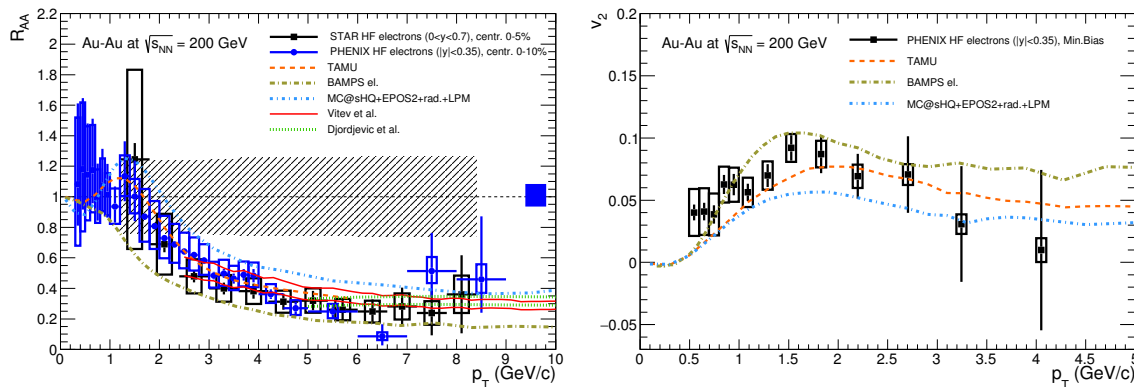 R_AA
Au-Au at √s_NN = 200 GeV
STAR HF electrons (0<y<0.7), centr. 0-5%
PHENIX HF electrons (|y|<0.35), centr. 0-10%
TAMU
BAMPS el.
MC@sHQ+EPOS2+rad.+LPM
Vitev et al.
Djordjevic et al.
2
1.8
1.6
1.4
1.2
1
0.8
0.6
0.4
0.2
0
0 1 2 3 4 5 6 7 8 9 10
p_T (GeV/c)
v_2
Au-Au at √s_NN = 200 GeV
PHENIX HF electrons (|y|<0.35), Min.Bias
TAMU
BAMPS el.
MC@sHQ+EPOS2+rad.+LPM
0.2
0.15
0.1
0.05
0
−0.05
0 0.5 1 1.5 2 2.5 3 3.5 4 4.5 5
p_T (GeV/c)